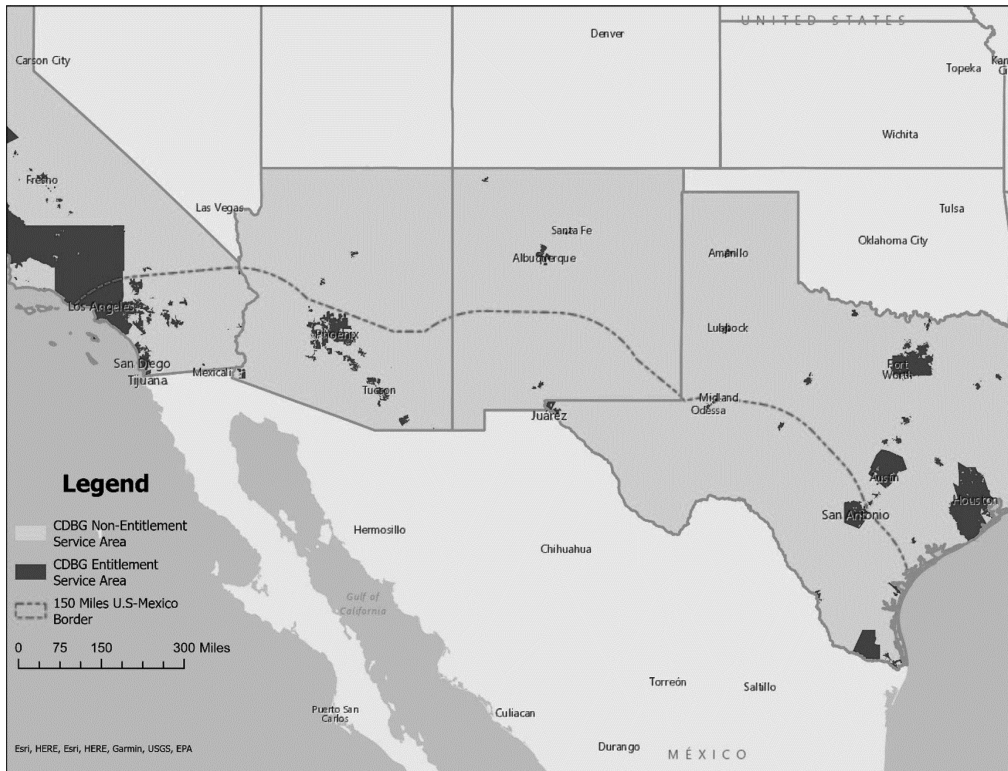 UNITED STATES
Denver
Carson City
Topeka
Wichita
Fresno
Las Vegas
Tulsa
Santa Fe
Oklahoma City
Albuquerque
Amarillo
Los Angeles
Phoenix
Lubbock
San Diego
Mexicali
Fort
Worth
Tijuana
Tucson
Midland
Odessa
Juárez
Legend
Austin
Houston
San Antonio
CDBG Non-Entitlement
Service Area
CDBG Entitlement
Service Area
150 Miles U.S-Mexico
Border
0 75 150 300 Miles
Hermosillo
Chihuahua
Gulf of
California
Torreón
Saltillo
Puerto San
Carlos
Culiacan
Durango
MÉXICO
Esri, HERE, Esri, HERE, Garmin, USGS, EPA